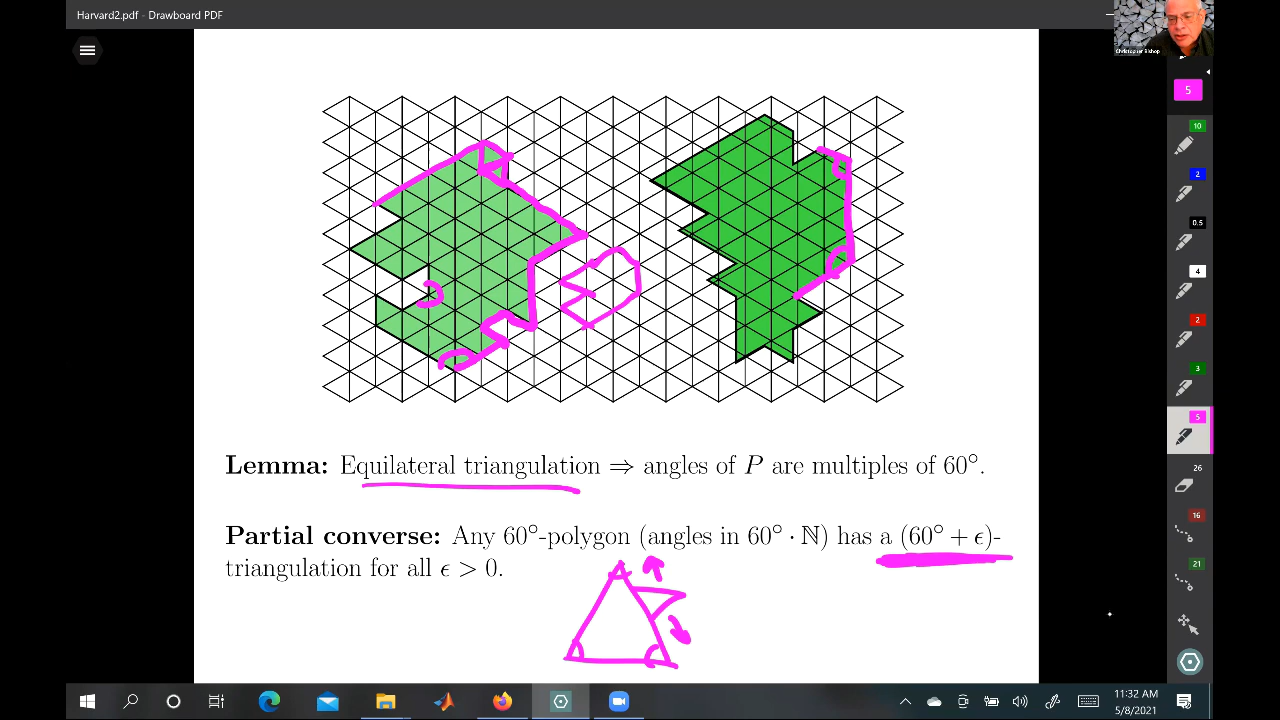 Harvard2.pdf - Drawboard PDF
Christopher Bishop
5
10
2
0.5
4
2
3
5
26
16
21
Lemma: Equilateral triangulation ⇒ angles of P are multiples of 60°.
Partial converse: Any 60°-polygon (angles in 60° · ℕ) has a (60° + ϵ)-
triangulation for all ϵ > 0.
11:32 AM
5/8/2021